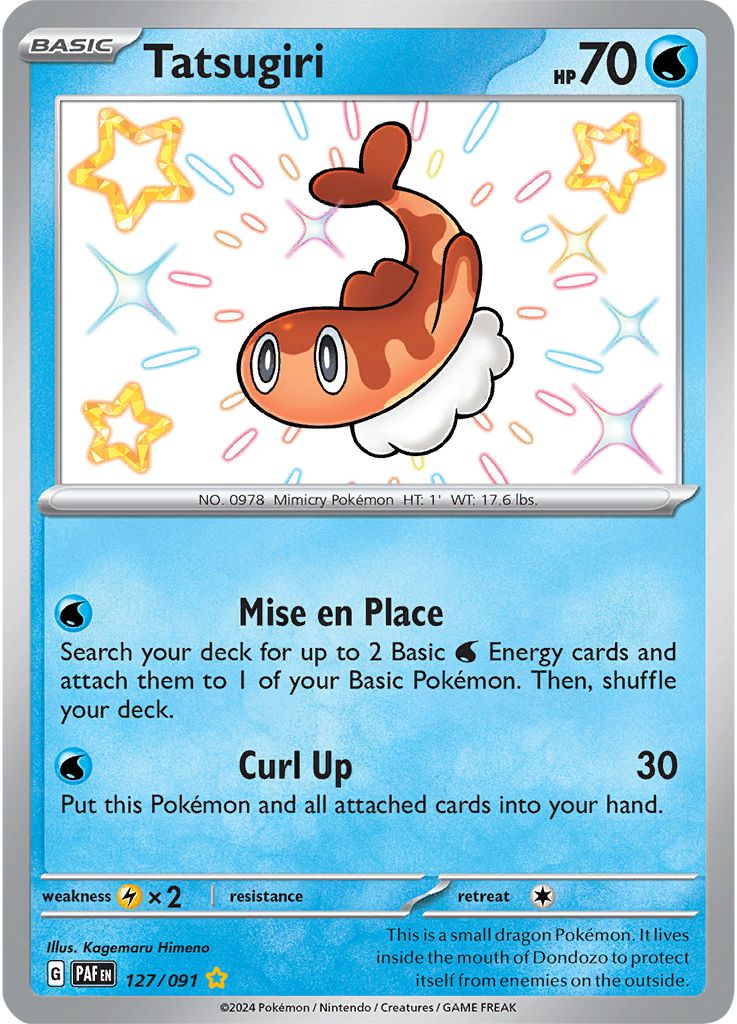 BASIC Tatsugiri HP 70
NO. 0978 Mimicry Pokémon HT: 1' WT: 17.6 lbs.
Mise en Place
Search your deck for up to 2 Basic Energy cards and
attach them to 1 of your Basic Pokémon. Then, shuffle
your deck.
Curl Up 30
Put this Pokémon and all attached cards into your hand.
weakness ×2 resistance retreat
Illus. Kagemaru Himeno
G PAF EN 127/091
This is a small dragon Pokémon. It lives
inside the mouth of Dondozo to protect
itself from enemies on the outside.
©2024 Pokémon / Nintendo / Creatures / GAME FREAK